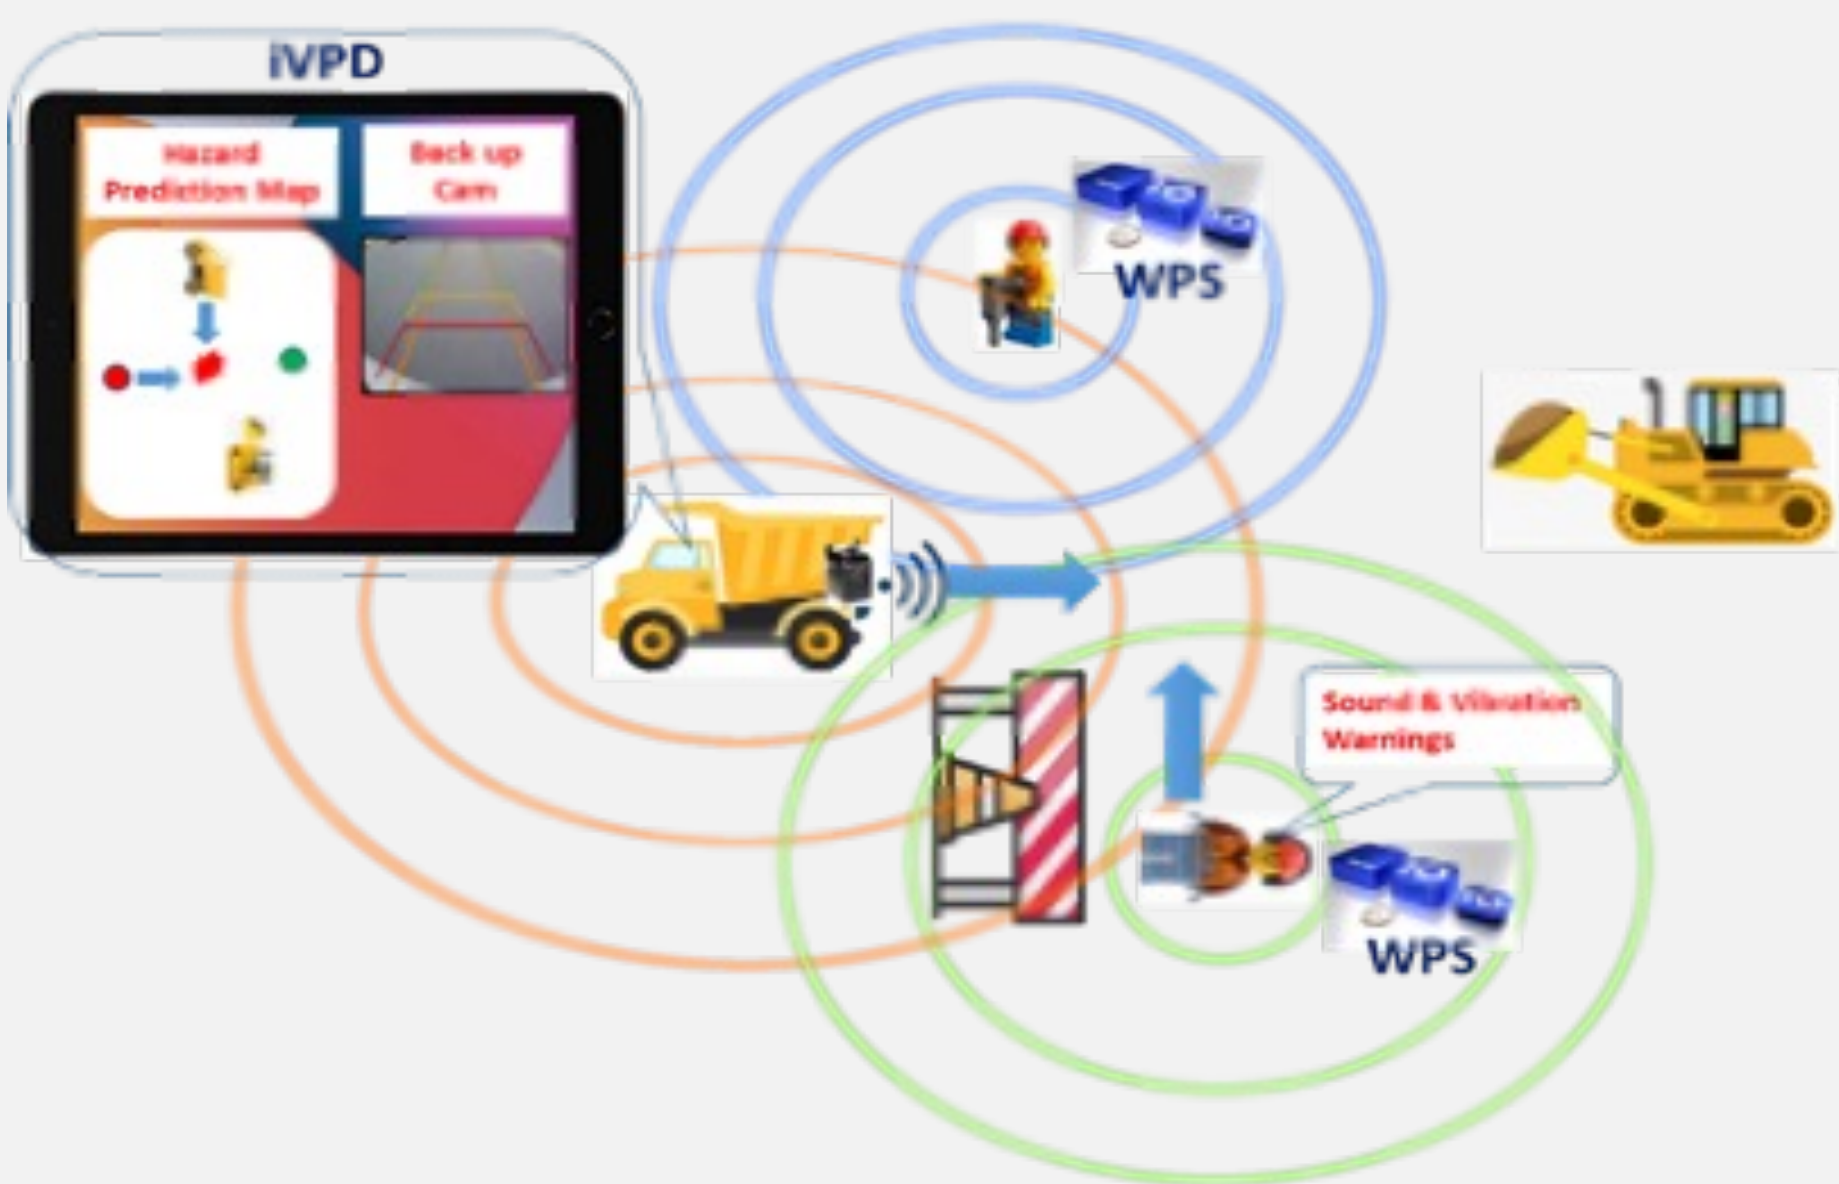 iVPD
Hazard
Prediction Map
Back up
Cam
WPS
Sound & Vibration
Warnings
WPS